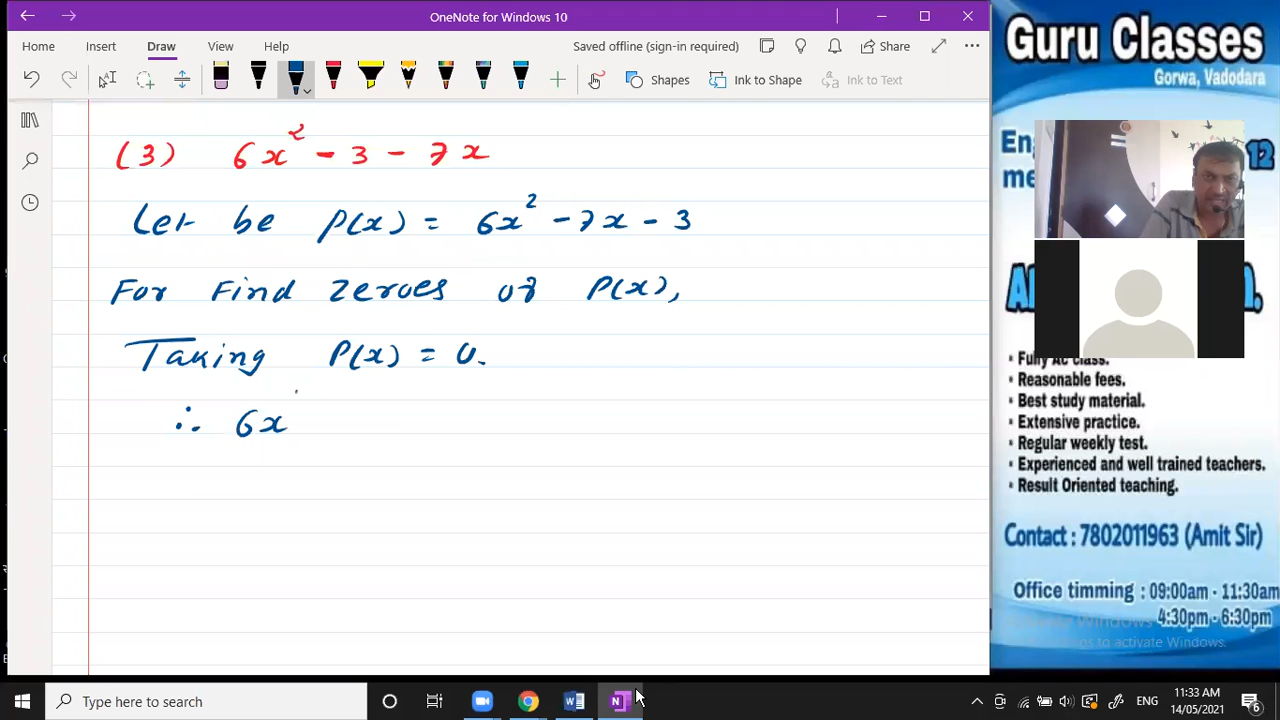 OneNote for Windows 10
Home Insert Draw View Help
Saved offline (sign-in required)
Share
Shapes
Ink to Shape
Ink to Text
(3) 6x² - 3 - 7x
Let be p(x) = 6x² - 7x - 3
For Find zeroes of P(x),
Taking P(x) = 0.
∴ 6x
Guru Classes
Gorwa, Vadodara
12
Fully AC class.
• Reasonable fees.
• Best study material.
• Extensive practice.
• Regular weekly test.
• Experienced and well trained teachers.
• Result Oriented teaching.
Contact : 7802011963 (Amit Sir)
Office timming : 09:00am - 11:30am
4:30pm - 6:30pm
Type here to search
ENG
11:33 AM
14/05/2021
6